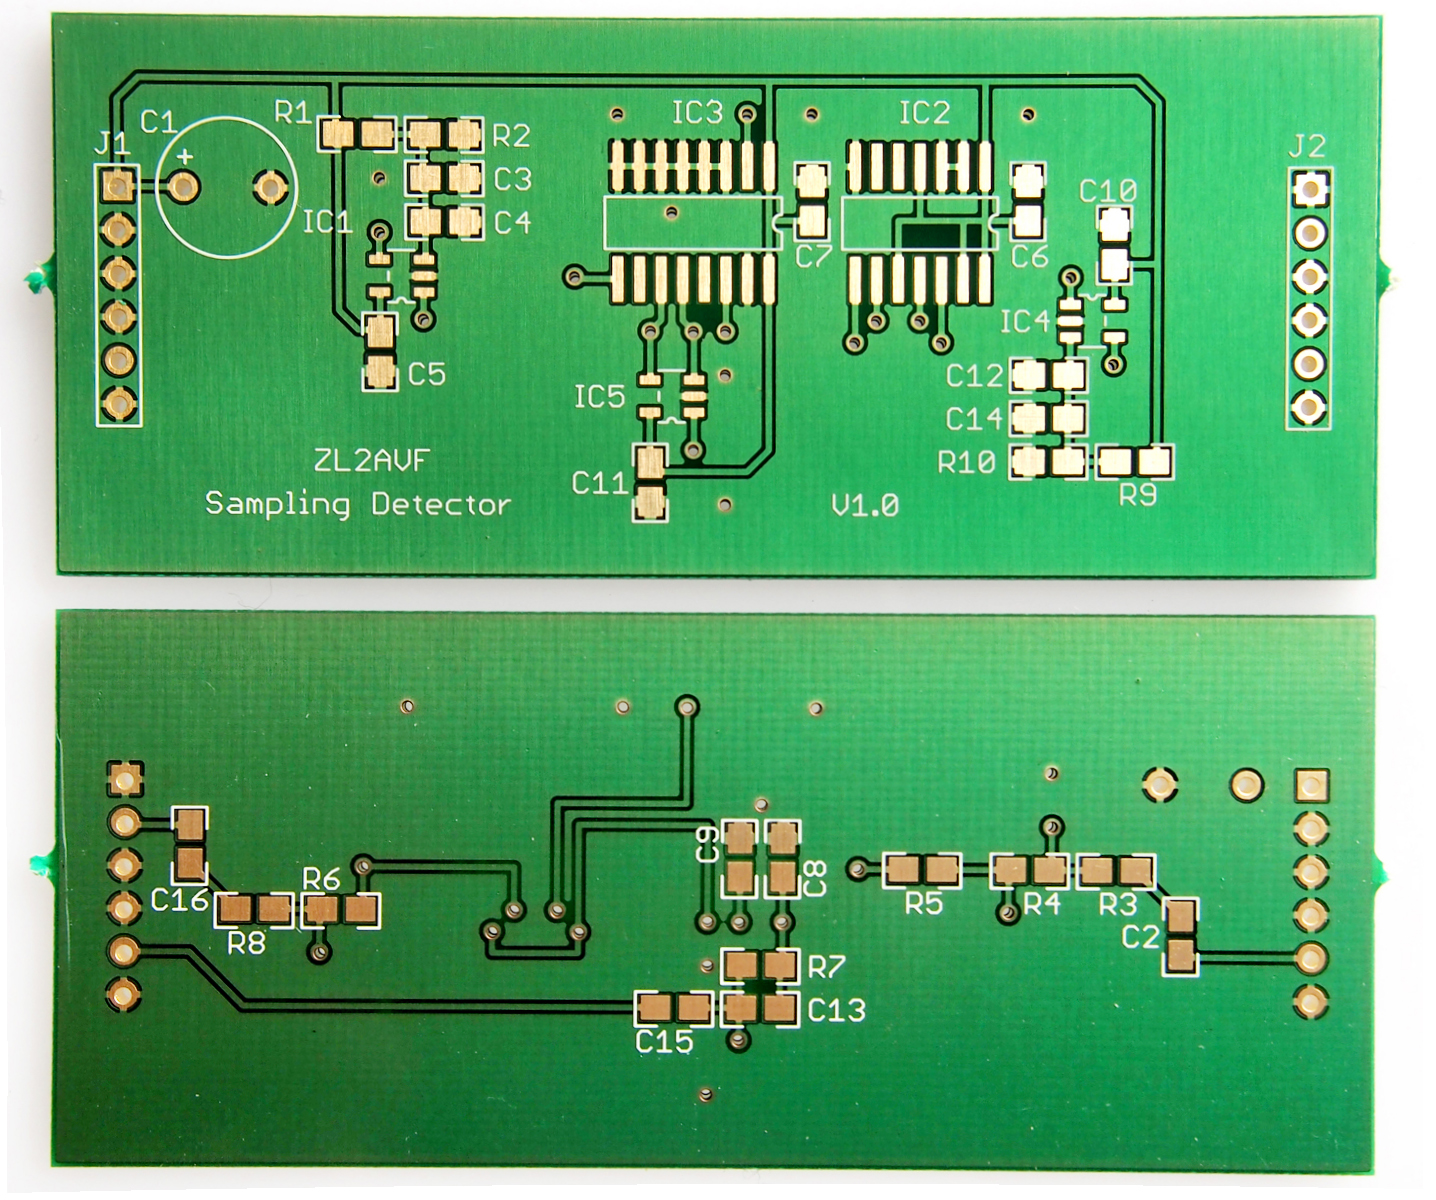 R1
IC3
IC2
C1
J1
+
R2
J2
C3
C10
IC1
C4
C7
C6
IC4
C5
C12
IC5
C14
ZL2AVF
R10
C11
R9
Sampling Detector
V1.0
C9
C8
R6
C16
R5
R4
R3
R8
C2
R7
C13
C15